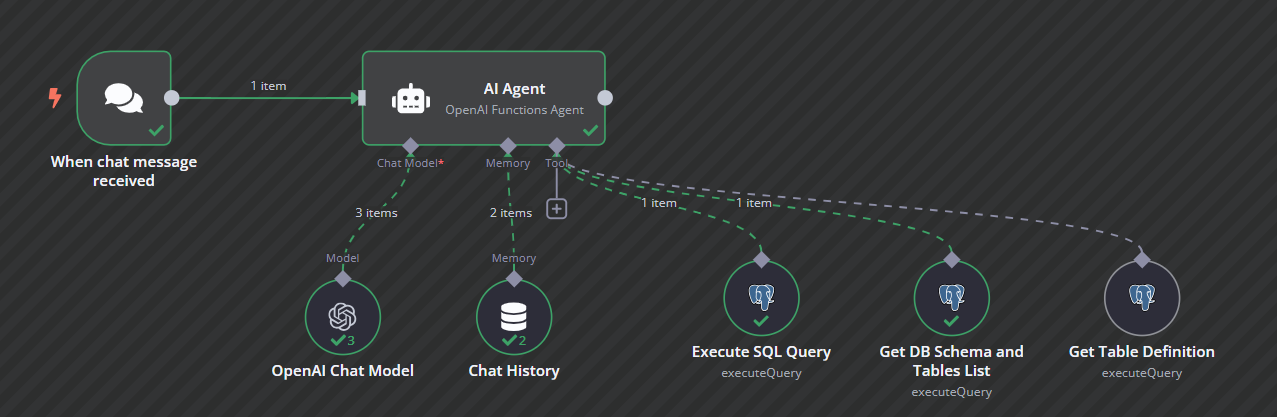 1 item
AI Agent
OpenAI Functions Agent
When chat message
received
Chat Model*
Memory
Tool
3 items
2 items
1 item
1 item
Model
Memory
3
2
OpenAI Chat Model
Chat History
Execute SQL Query
executeQuery
Get DB Schema and
Tables List
executeQuery
Get Table Definition
executeQuery